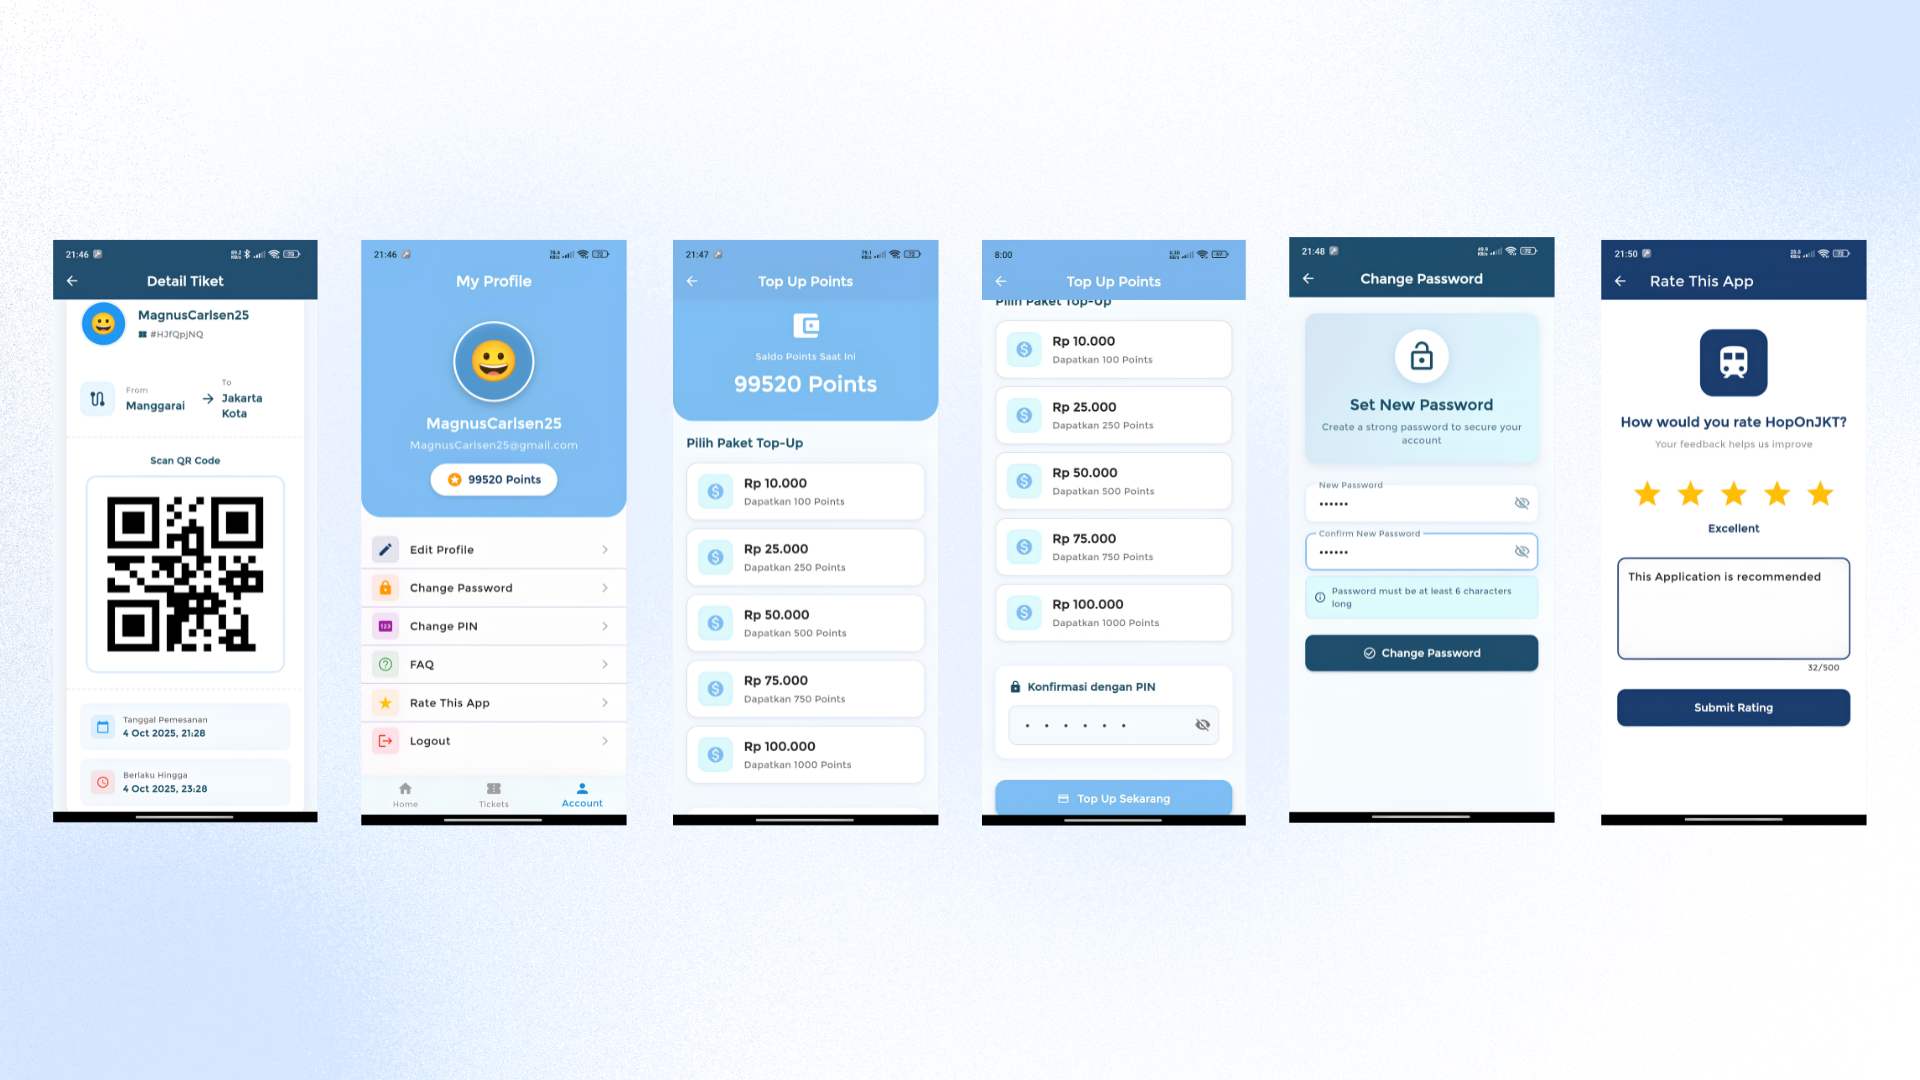 21:46
Detail Tiket
MagnusCarlsen25
#HJfQpjNQ
From
Manggarai
To
Jakarta
Kota
Scan QR Code
Tanggal Pemesanan
4 Oct 2025, 21:28
Berlaku Hingga
4 Oct 2025, 23:28
21:46
My Profile
MagnusCarlsen25
MagnusCarlsen25@gmail.com
99520 Points
Edit Profile
Change Password
123
Change PIN
FAQ
Rate This App
Logout
Home
Tickets
Account
21:47
Top Up Points
Saldo Points Saat Ini
99520 Points
Pilih Paket Top-Up
Rp 10.000
Dapatkan 100 Points
Rp 25.000
Dapatkan 250 Points
Rp 50.000
Dapatkan 500 Points
Rp 75.000
Dapatkan 750 Points
Rp 100.000
Dapatkan 1000 Points
8:00
Top Up Points
Pilih Paket Top-Up
Rp 10.000
Dapatkan 100 Points
Rp 25.000
Dapatkan 250 Points
Rp 50.000
Dapatkan 500 Points
Rp 75.000
Dapatkan 750 Points
Rp 100.000
Dapatkan 1000 Points
Konfirmasi dengan PIN
Top Up Sekarang
21:48
Change Password
Set New Password
Create a strong password to secure your
account
New Password
Confirm New Password
Password must be at least 6 characters
long
Change Password
21:50
Rate This App
How would you rate HopOnJKT?
Your feedback helps us improve
Excellent
This Application is recommended
32/500
Submit Rating